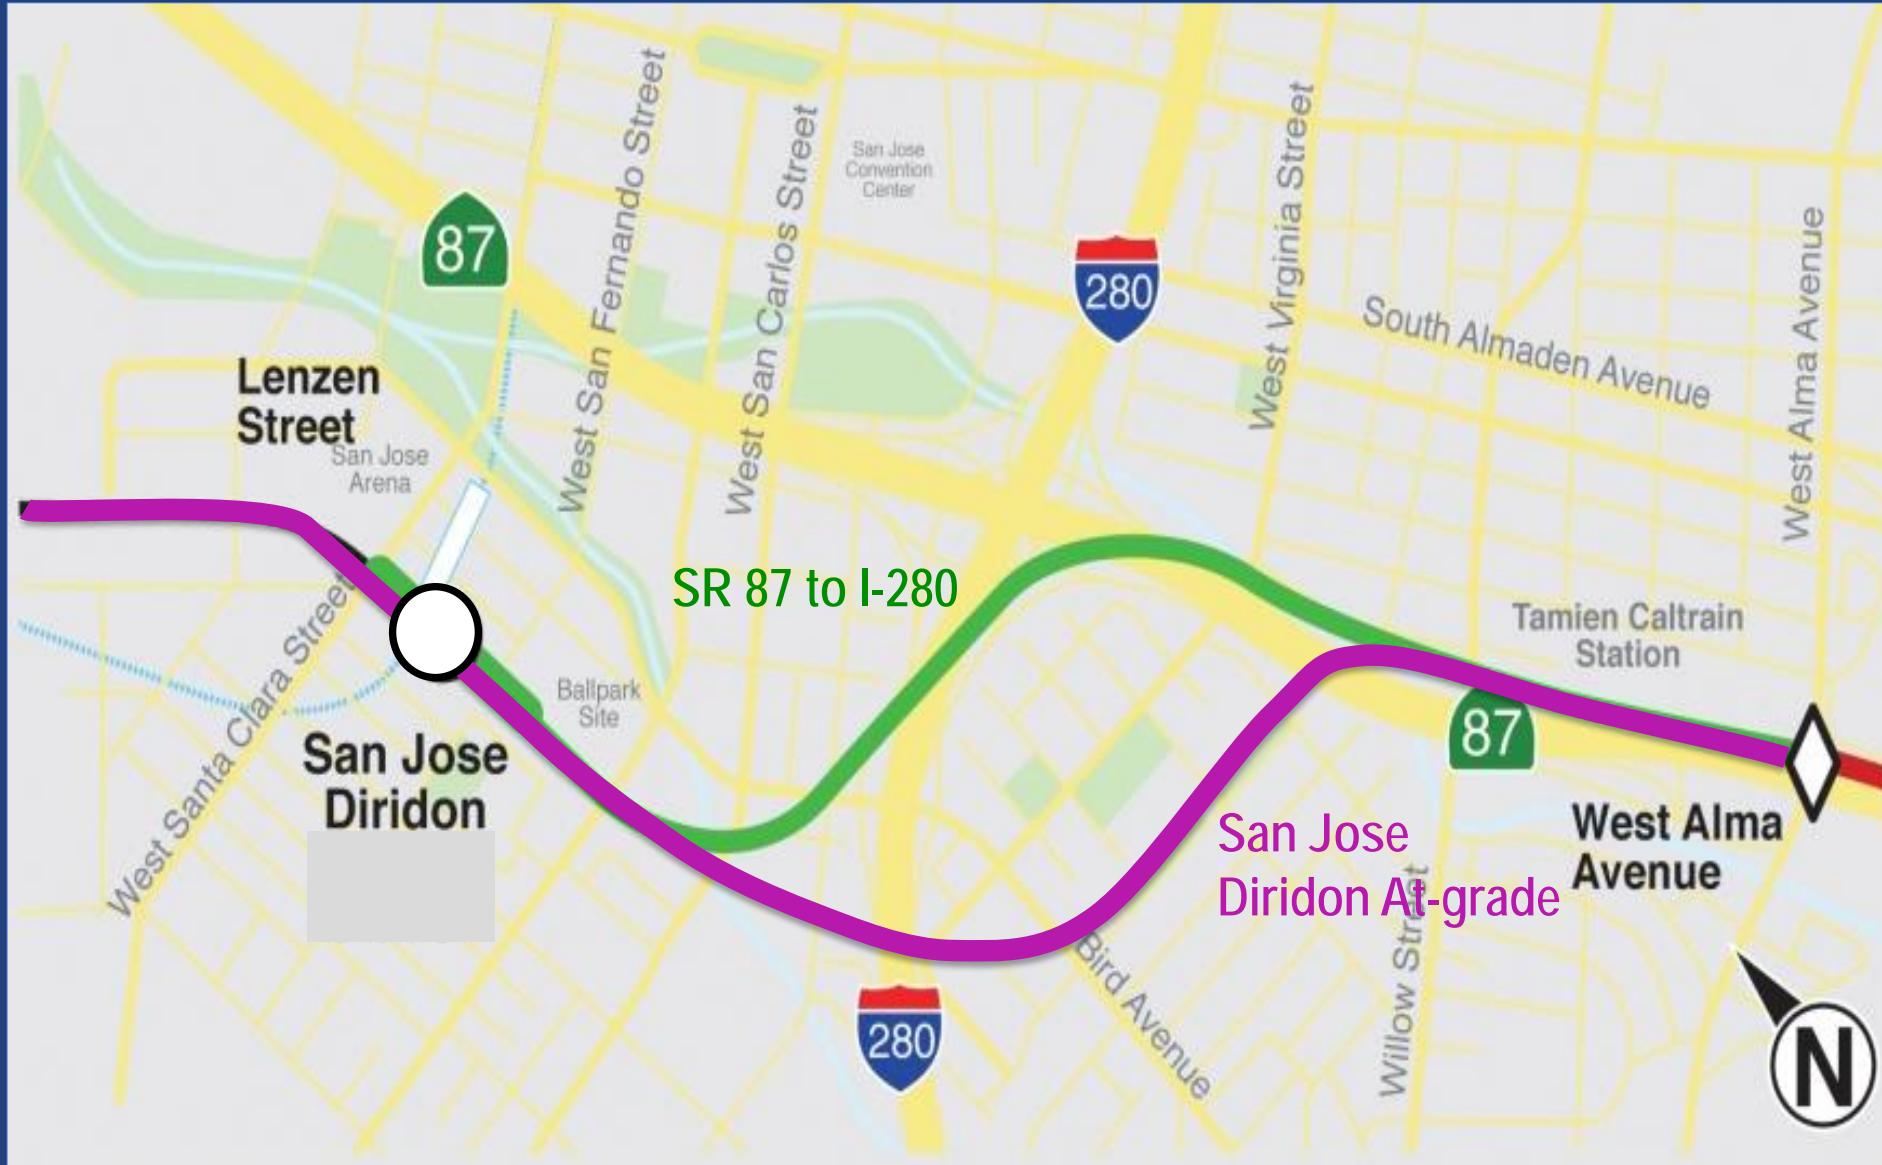 West San Fernando Street
West San Carlos Street
San Jose
Convention
Center
West Virginia Street
87
280
South Almaden Avenue
West Alma Avenue
Lenzen
Street
San Jose
Arena
SR 87 to I-280
Tamien Caltrain
Station
West Santa Clara Street
Ballpark
Site
87
San Jose
Diridon
San Jose
Diridon At-grade
West Alma
Avenue
Willow Street
Bird Avenue
280
N